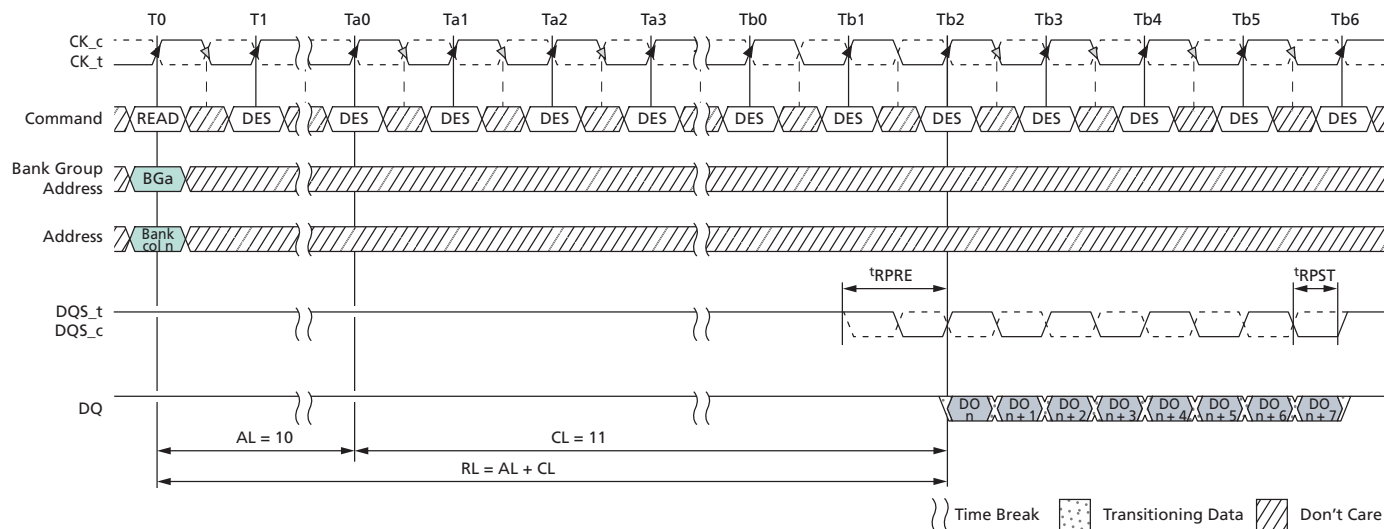 T0 T1 Ta0 Ta1 Ta2 Ta3 Tb0 Tb1 Tb2 Tb3 Tb4 Tb5 Tb6
CK_c
CK_t
Command READ DES DES DES DES DES DES DES DES DES DES DES DES
Bank Group
Address
BGa
Address
Bank
col n
tRPRE tRPST
DQS_t
DQS_c
DQ
DO
n
DO
n + 1
DO
n + 2
DO
n + 3
DO
n + 4
DO
n + 5
DO
n + 6
DO
n + 7
AL = 10 CL = 11
RL = AL + CL
Time Break Transitioning Data Don't Care